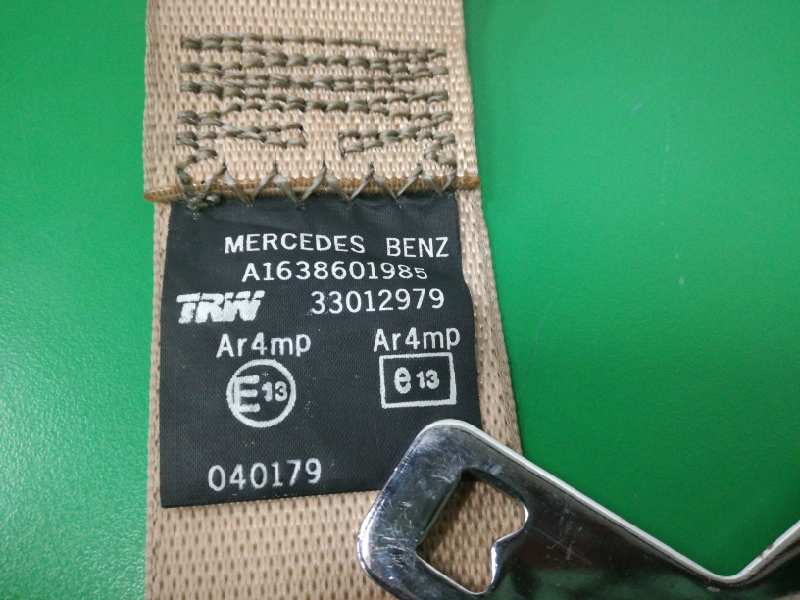 MERCEDES BENZ
A1638601985
TRW 33012979
Ar4mp Ar4mp
E13 e13
040179